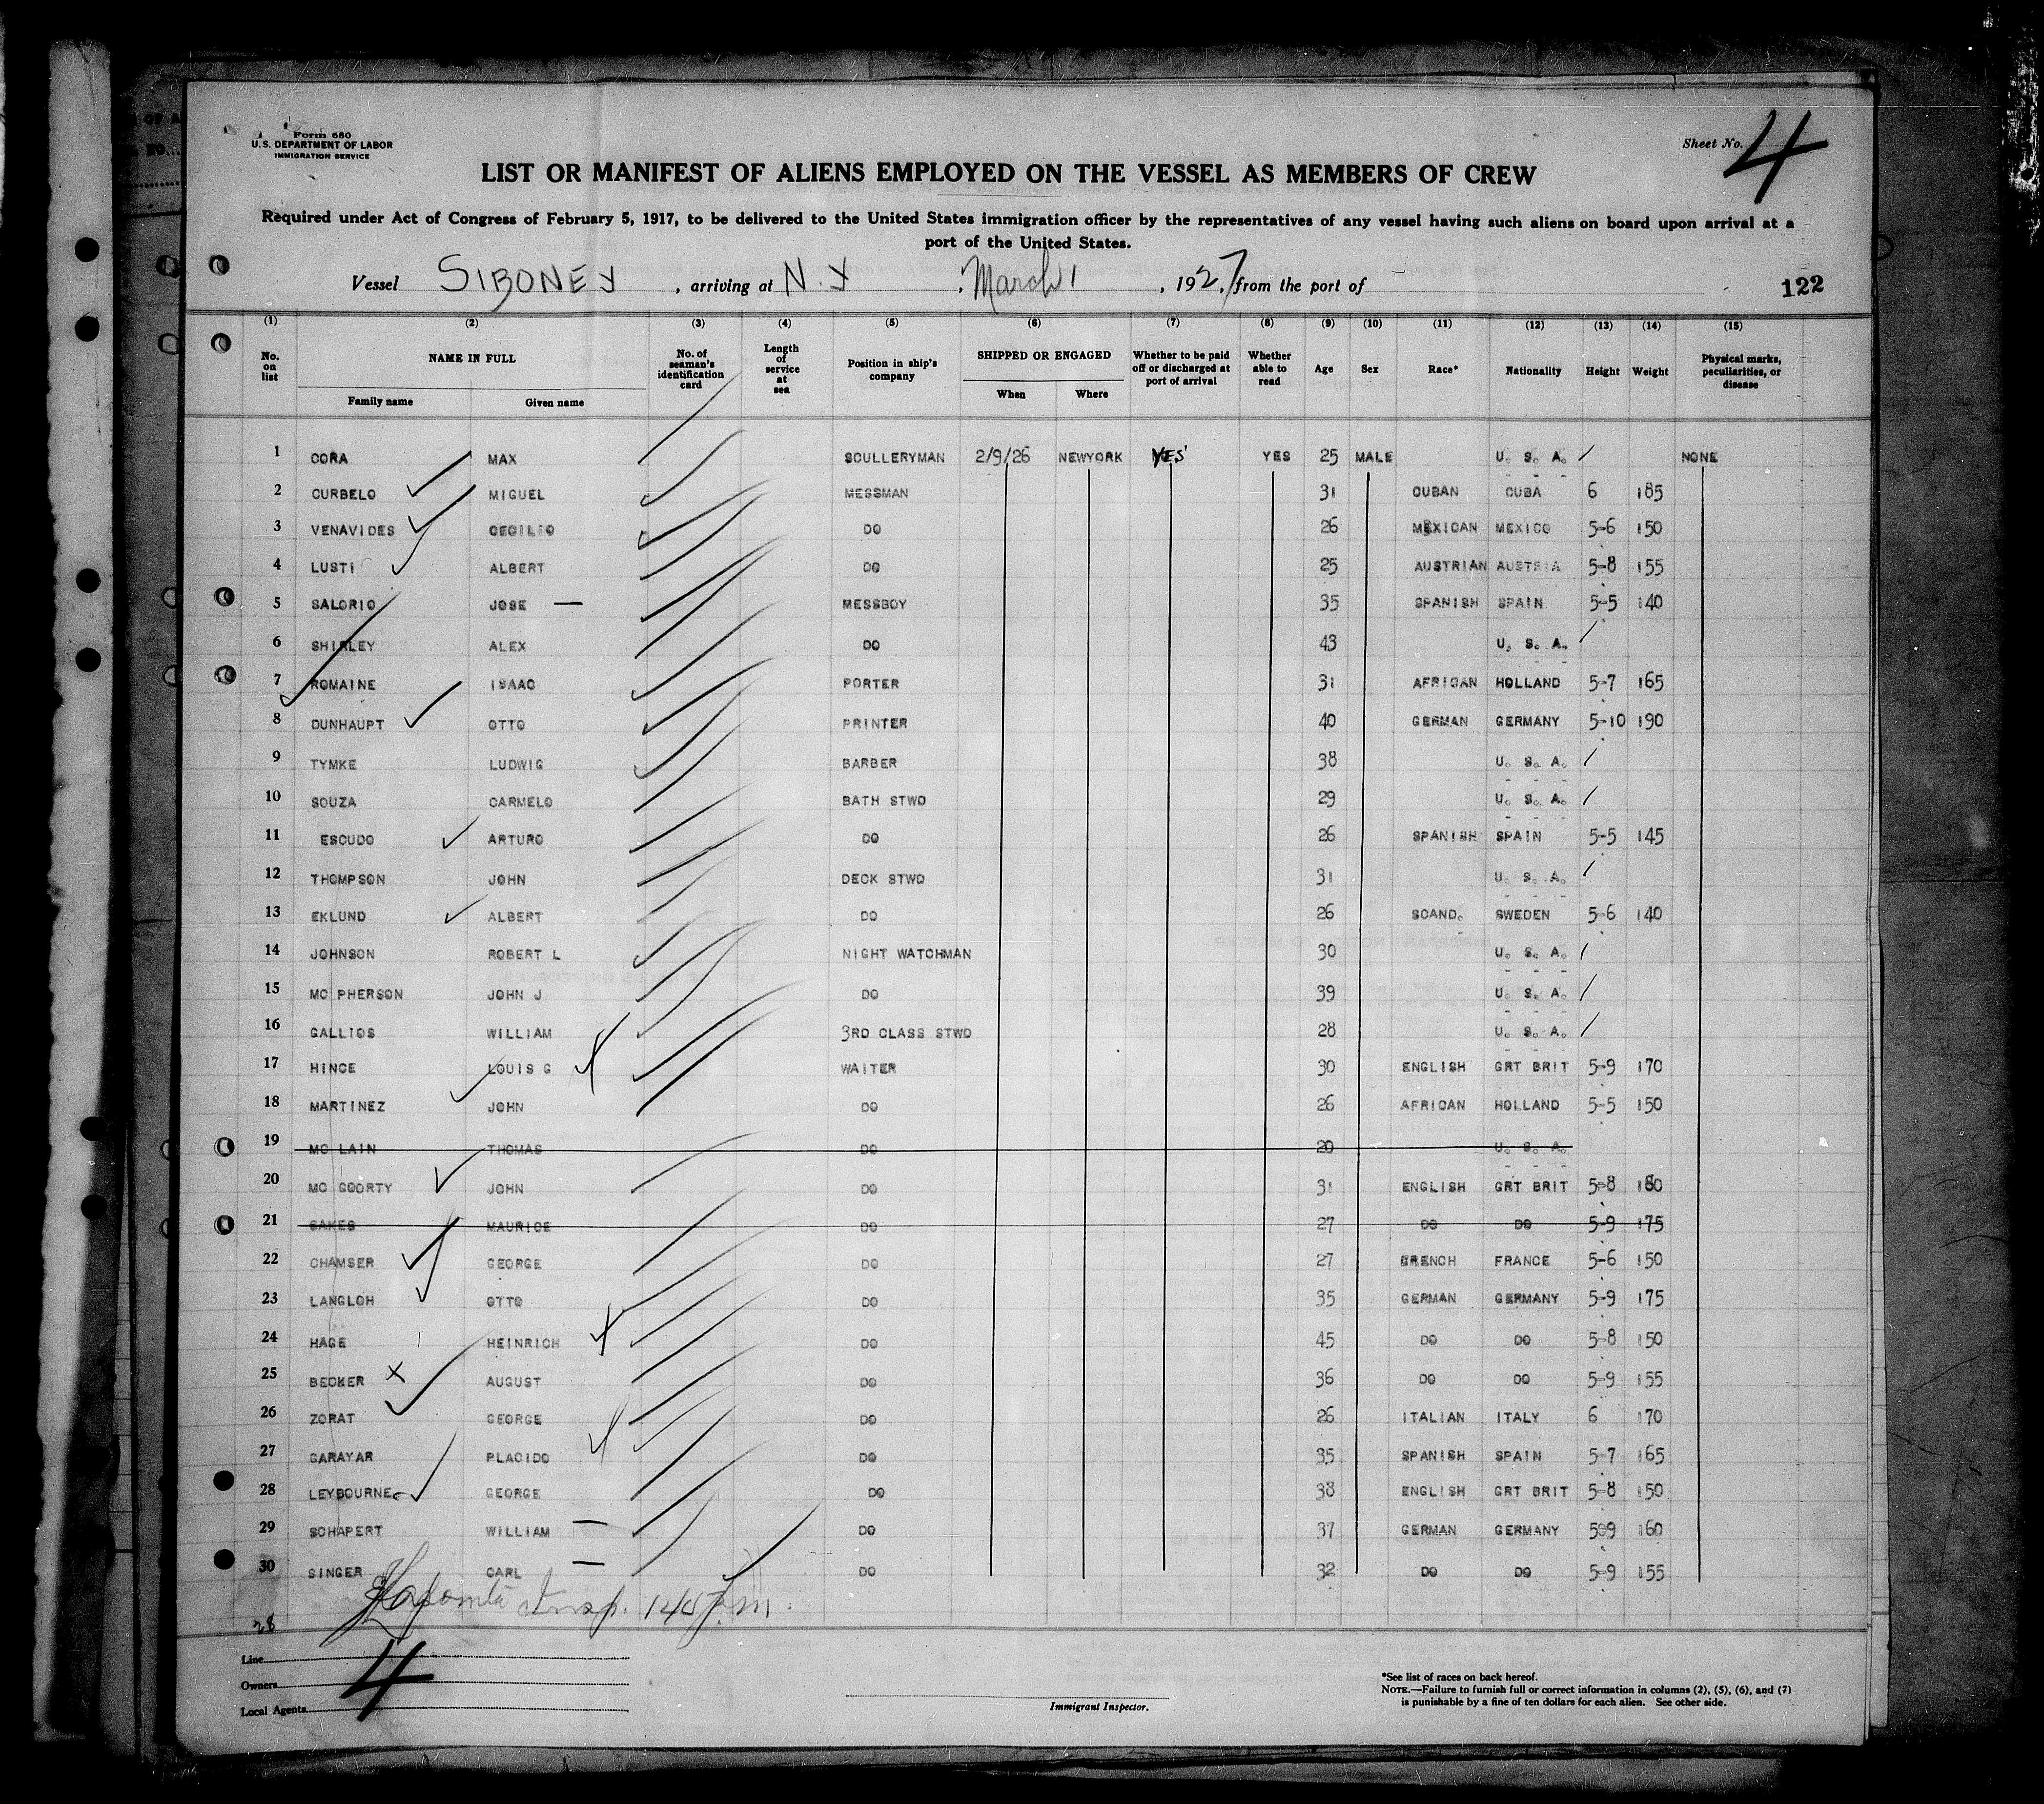 Form 680
U.S. DEPARTMENT OF LABOR
IMMIGRATION SERVICE
Sheet No. 4
LIST OR MANIFEST OF ALIENS EMPLOYED ON THE VESSEL AS MEMBERS OF CREW
Required under Act of Congress of February 5, 1917, to be delivered to the United States immigration officer by the representatives of any vessel having such aliens on board upon arrival at a
port of the United States.
Vessel SIBONEY, arriving at N.Y, March 1, 1927, from the port of
122
(1) (2) (3) (4) (5) (6) (7) (8) (9) (10) (11) (12) (13) (14) (15)
No. on list NAME IN FULL Family name Given name No. of seaman's identification card Length of service at sea Position in ship's company SHIPPED OR ENGAGED When Where Whether to be paid off or discharged at port of arrival Whether able to read Age Sex Race* Nationality Height Weight Physical marks, peculiarities, or disease
1 CORA MAX SCULLERYMAN 2/9/26 NEWYORK YES YES 25 MALE U. S. A. NONE
2 CURBELO MIGUEL MESSMAN 31 CUBAN CUBA 6 185
3 VENAVIDES CECILIO DO 26 MEXICAN MEXICO 5-6 150
4 LUSTI ALBERT DO 25 AUSTRIAN AUSTRIA 5-8 155
5 SALORIO JOSE MESSBOY 35 SPANISH SPAIN 5-5 140
6 SHIRLEY ALEX DO 43 U. S. A.
7 ROMAINE ISAAC PORTER 31 AFRICAN HOLLAND 5-7 165
8 DUNHAUPT OTTO PRINTER 40 GERMAN GERMANY 5-10 190
9 TYMKE LUDWIG BARBER 38 U. S. A.
10 SOUZA CARMELO BATH STWD 29 U. S. A.
11 ESCUDO ARTURO DO 26 SPANISH SPAIN 5-5 145
12 THOMPSON JOHN DECK STWD 31 U. S. A.
13 EKLUND ALBERT DO 26 SCAND. SWEDEN 5-6 140
14 JOHNSON ROBERT L NIGHT WATCHMAN 30 U. S. A.
15 MC PHERSON JOHN J DO 39 U. S. A.
16 GALLIOS WILLIAM 3RD CLASS STWD 28 U. S. A.
17 HINCE LOUIS G WAITER 30 ENGLISH GRT BRIT 5-9 170
18 MARTINEZ JOHN DO 26 AFRICAN HOLLAND 5-5 150
19 MC LAIN THOMAS DO 20 U. S. A.
20 MC GOORTY JOHN DO 31 ENGLISH GRT BRIT 5-8 180
21 SAKES MAURICE DO 27 DO DO 5-9 175
22 CHAMSER GEORGE DO 27 FRENCH FRANCE 5-6 150
23 LANGLOH OTTO DO 35 GERMAN GERMANY 5-9 175
24 HAGE HEINRICH DO 45 DO DO 5-8 150
25 BECKER AUGUST DO 36 DO DO 5-9 155
26 ZORAT GEORGE DO 26 ITALIAN ITALY 6 170
27 GARAYAR PLACIDO DO 35 SPANISH SPAIN 5-7 165
28 LEYBOURNE GEORGE DO 38 ENGLISH GRT BRIT 5-8 150
29 SCHAPERT WILLIAM DO 37 GERMAN GERMANY 5-9 160
30 SINGER CARL DO 32 DO DO 5-9 155
Insp. 145 p.m.
28
Line
Owners
Local Agents
4
Immigrant Inspector.
*See list of races on back hereof.
NOTE.—Failure to furnish full or correct information in columns (2), (5), (6), and (7)
is punishable by a fine of ten dollars for each alien. See other side.